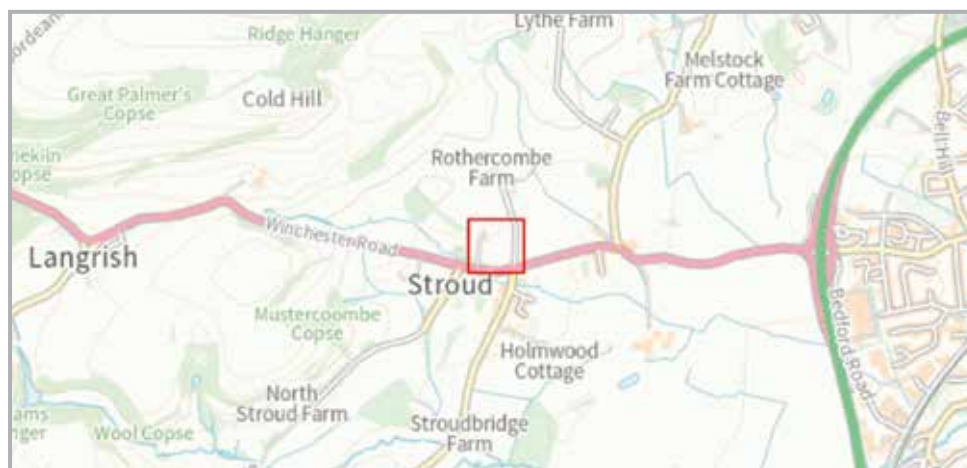 Lythe Farm
Ridge Hanger
Melstock
Farm Cottage
Great Palmer's
Copse
Cold Hill
Bell Hill
Copse
Rothercombe
Farm
Winchester Road
Langrish
Stroud
Bedford Road
Mustercoombe
Copse
Holmwood
Cottage
North
Stroud Farm
Stroudbridge
Farm
Wool Copse